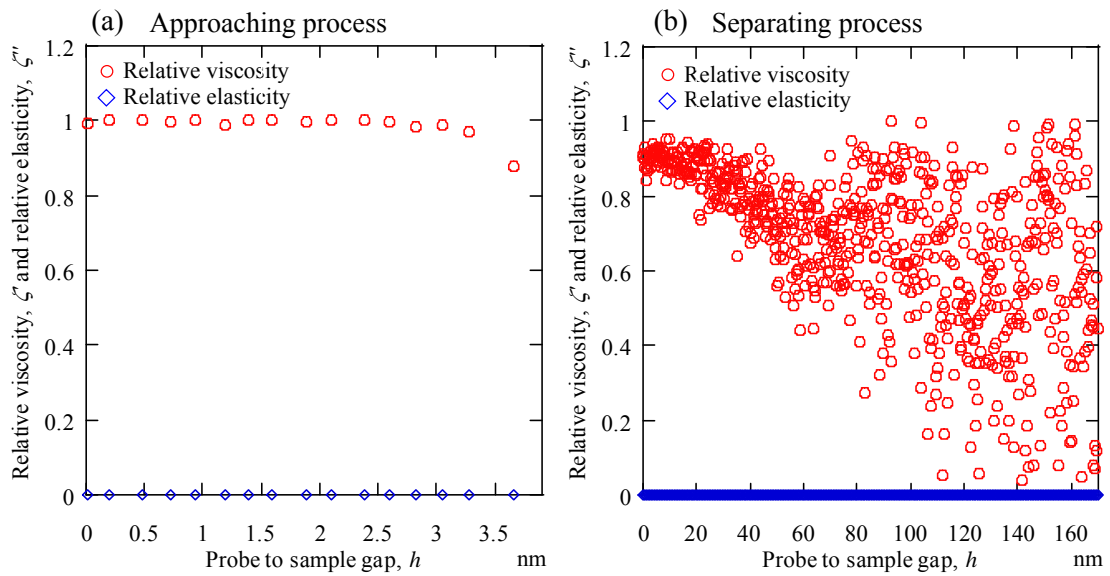 (a) Approaching process
1.2
1
0.8
0.6
0.4
0.2
0
Relative viscosity, ζ' and relative elasticity, ζ''
Relative viscosity
Relative elasticity
0 0.5 1 1.5 2 2.5 3 3.5
Probe to sample gap, h nm
(b) Separating process
1.2
1
0.8
0.6
0.4
0.2
0
Relative viscosity, ζ' and relative elasticity, ζ''
Relative viscosity
Relative elasticity
0 20 40 60 80 100 120 140 160
Probe to sample gap, h nm